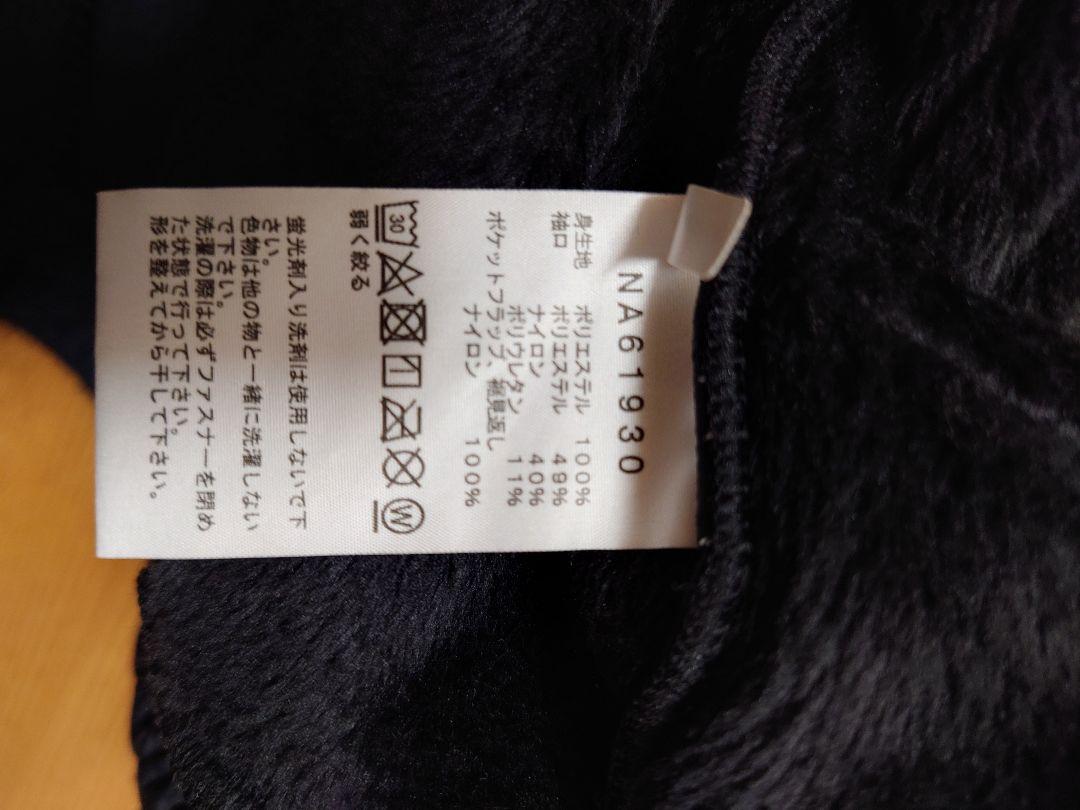 NA61930
身生地 ポリエステル 100%
袖口 ポリエステル 49%
ナイロン 40%
ポリウレタン 11%
ポケットフラップ、裾見返し
ナイロン 100%
30
W
弱く絞る
蛍光剤入り洗剤は使用しないで下
さい。
色物は他の物と一緒に洗濯しない
で下さい。
洗濯の際は必ずファスナーを閉め
た状態で行って下さい。
形を整えてから干して下さい。